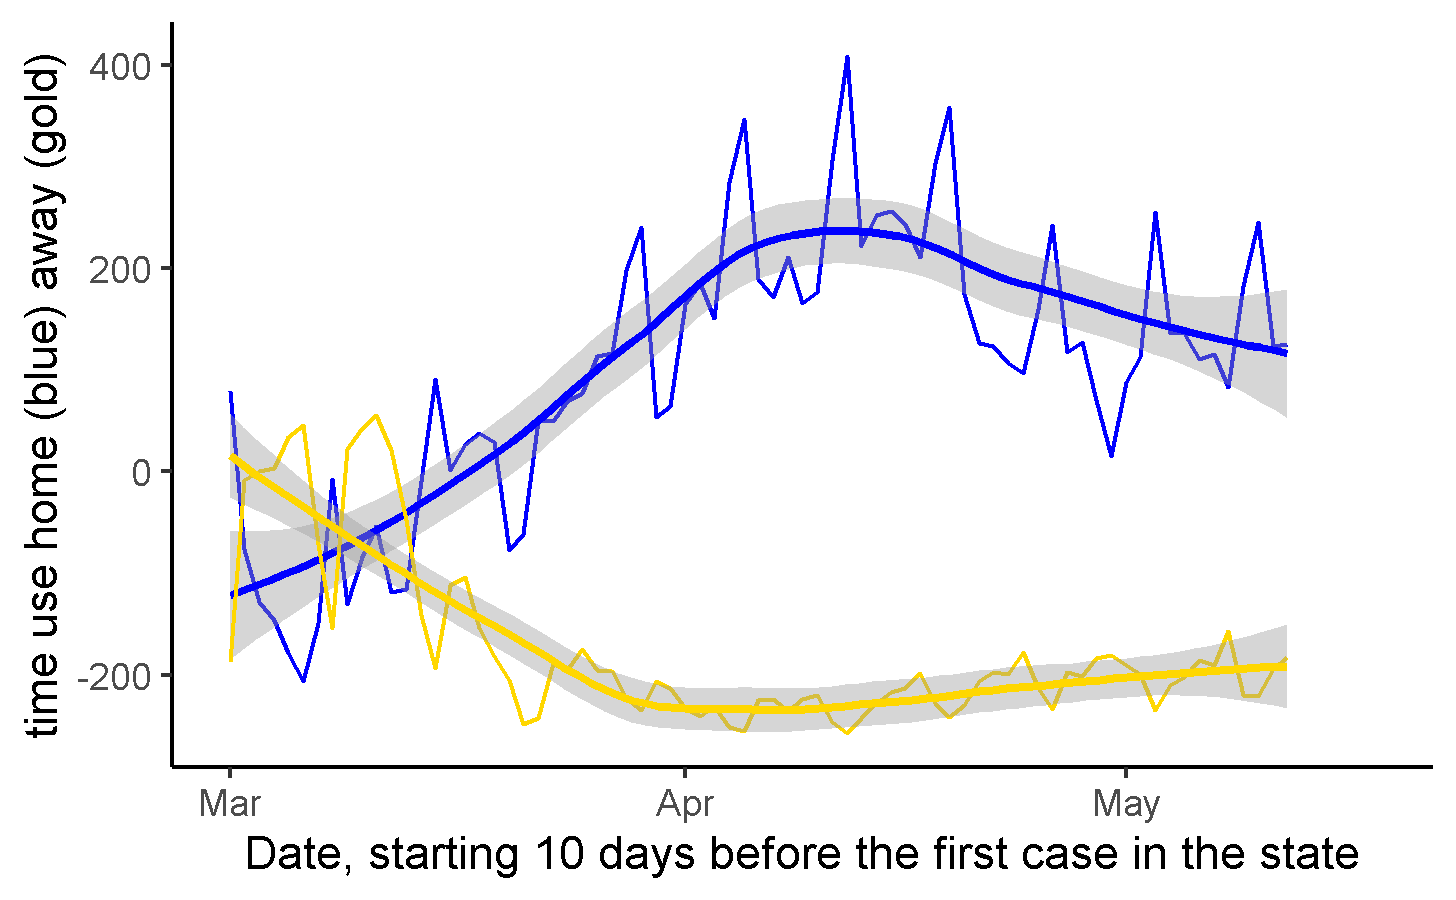 time use home (blue) away (gold)
400
200
0
-200
Mar Apr May
Date, starting 10 days before the first case in the state